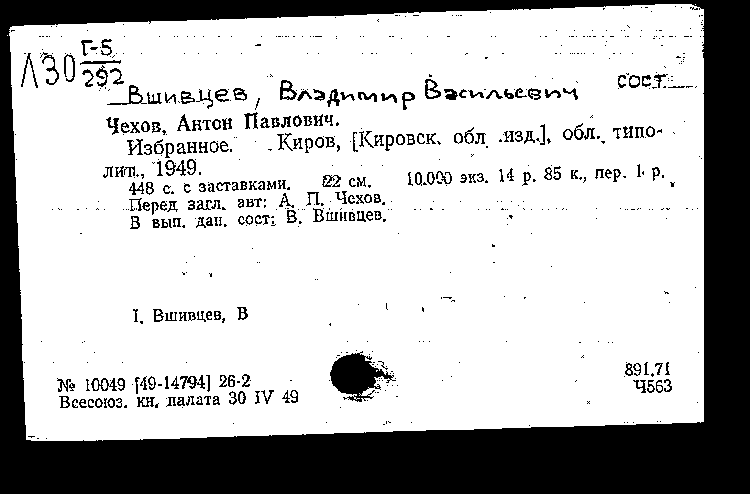 Л30 Г-5
292
Вшивцев, Владимир Васильевич сост.
Чехов, Антон Павлович.
Избранное. Киров, [Кировск. обл. изд.], обл. типо-
лит., 1949.
448 с. с заставками. 22 см. 10.000 экз. 14 р. 85 к., пер. 1 р.
Перед загл. авт: А. П. Чехов.
В вып. дан. сост: В. Вшивцев.
I. Вшивцев, В
№ 10049 [49-14794] 26-2
Всесоюз. кн. палата 30 IV 49
891.71
Ч563